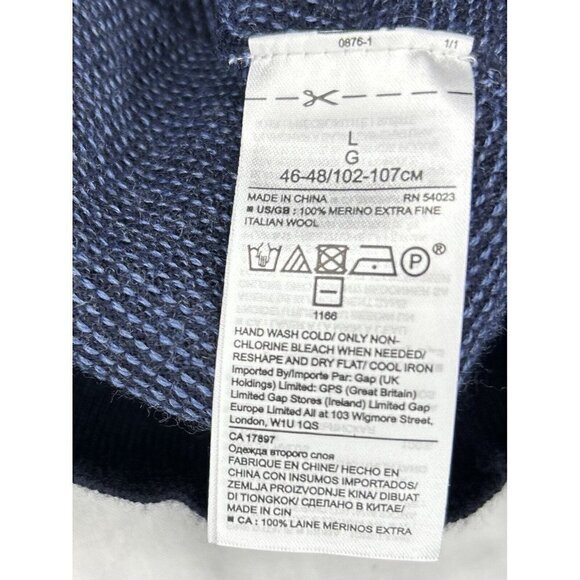 0876-1 1/1
L
G
46-48/102-107CM
MADE IN CHINA RN 54023
■ US/GB : 100% MERINO EXTRA FINE
ITALIAN WOOL
P ®
1166
HAND WASH COLD/ ONLY NON-
CHLORINE BLEACH WHEN NEEDED/
RESHAPE AND DRY FLAT/ COOL IRON
Imported By/Importe Par: Gap (UK
Holdings) Limited: GPS (Great Britain)
Limited Gap Stores (Ireland) Limited Gap
Europe Limited All at 103 Wigmore Street,
London, W1U 1QS
CA 17897
Одежда второго слоя
FABRIQUE EN CHINE/ HECHO EN
CHINA CON INSUMOS IMPORTADOS/
ZEMLJA PROIZVODNJE KINA/ DIBUAT
DI TIONGKOK/ СДЕЛАНО В КИТАЕ/
MADE IN CIN
■ CA : 100% LAINE MÉRINOS EXTRA